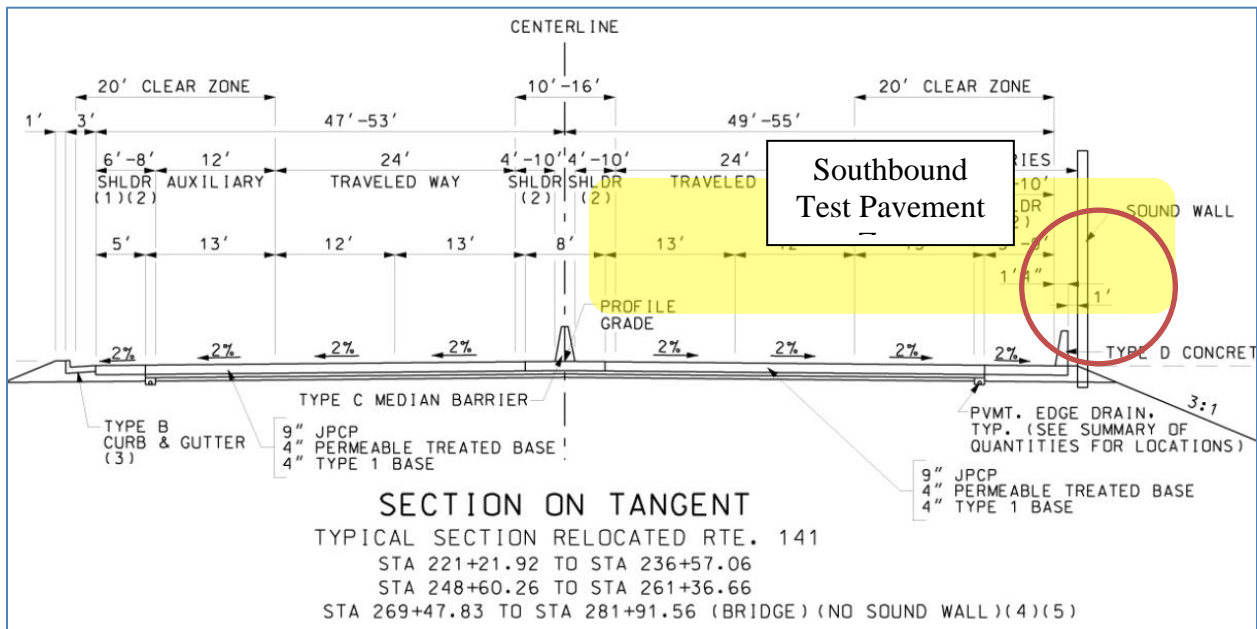 CENTERLINE
20' CLEAR ZONE
10'-16'
20' CLEAR ZONE
1'
3'
47'-53'
49'-55'
6'-8'
12'
24'
4'-10'
4'-10'
24'
SHLDR
(1)(2)
AUXILIARY
TRAVELED WAY
SHLDR
(2)
SHLDR
(2)
TRAVELED
Southbound
Test Pavement
SOUND WALL
5'
13'
12'
13'
8'
13'
1'4"
1'
PROFILE
GRADE
2%
2%
2%
2%
2%
2%
2%
2%
TYPE D CONCRET
TYPE C MEDIAN BARRIER
3:1
TYPE B
CURB & GUTTER
(3)
9" JPCP
4" PERMEABLE TREATED BASE
4" TYPE 1 BASE
PVMT. EDGE DRAIN,
TYP. (SEE SUMMARY OF
QUANTITIES FOR LOCATIONS)
9" JPCP
4" PERMEABLE TREATED BASE
4" TYPE 1 BASE
SECTION ON TANGENT
TYPICAL SECTION RELOCATED RTE. 141
STA 221+21.92 TO STA 236+57.06
STA 248+60.26 TO STA 261+36.66
STA 269+47.83 TO STA 281+91.56 (BRIDGE)(NO SOUND WALL)(4)(5)